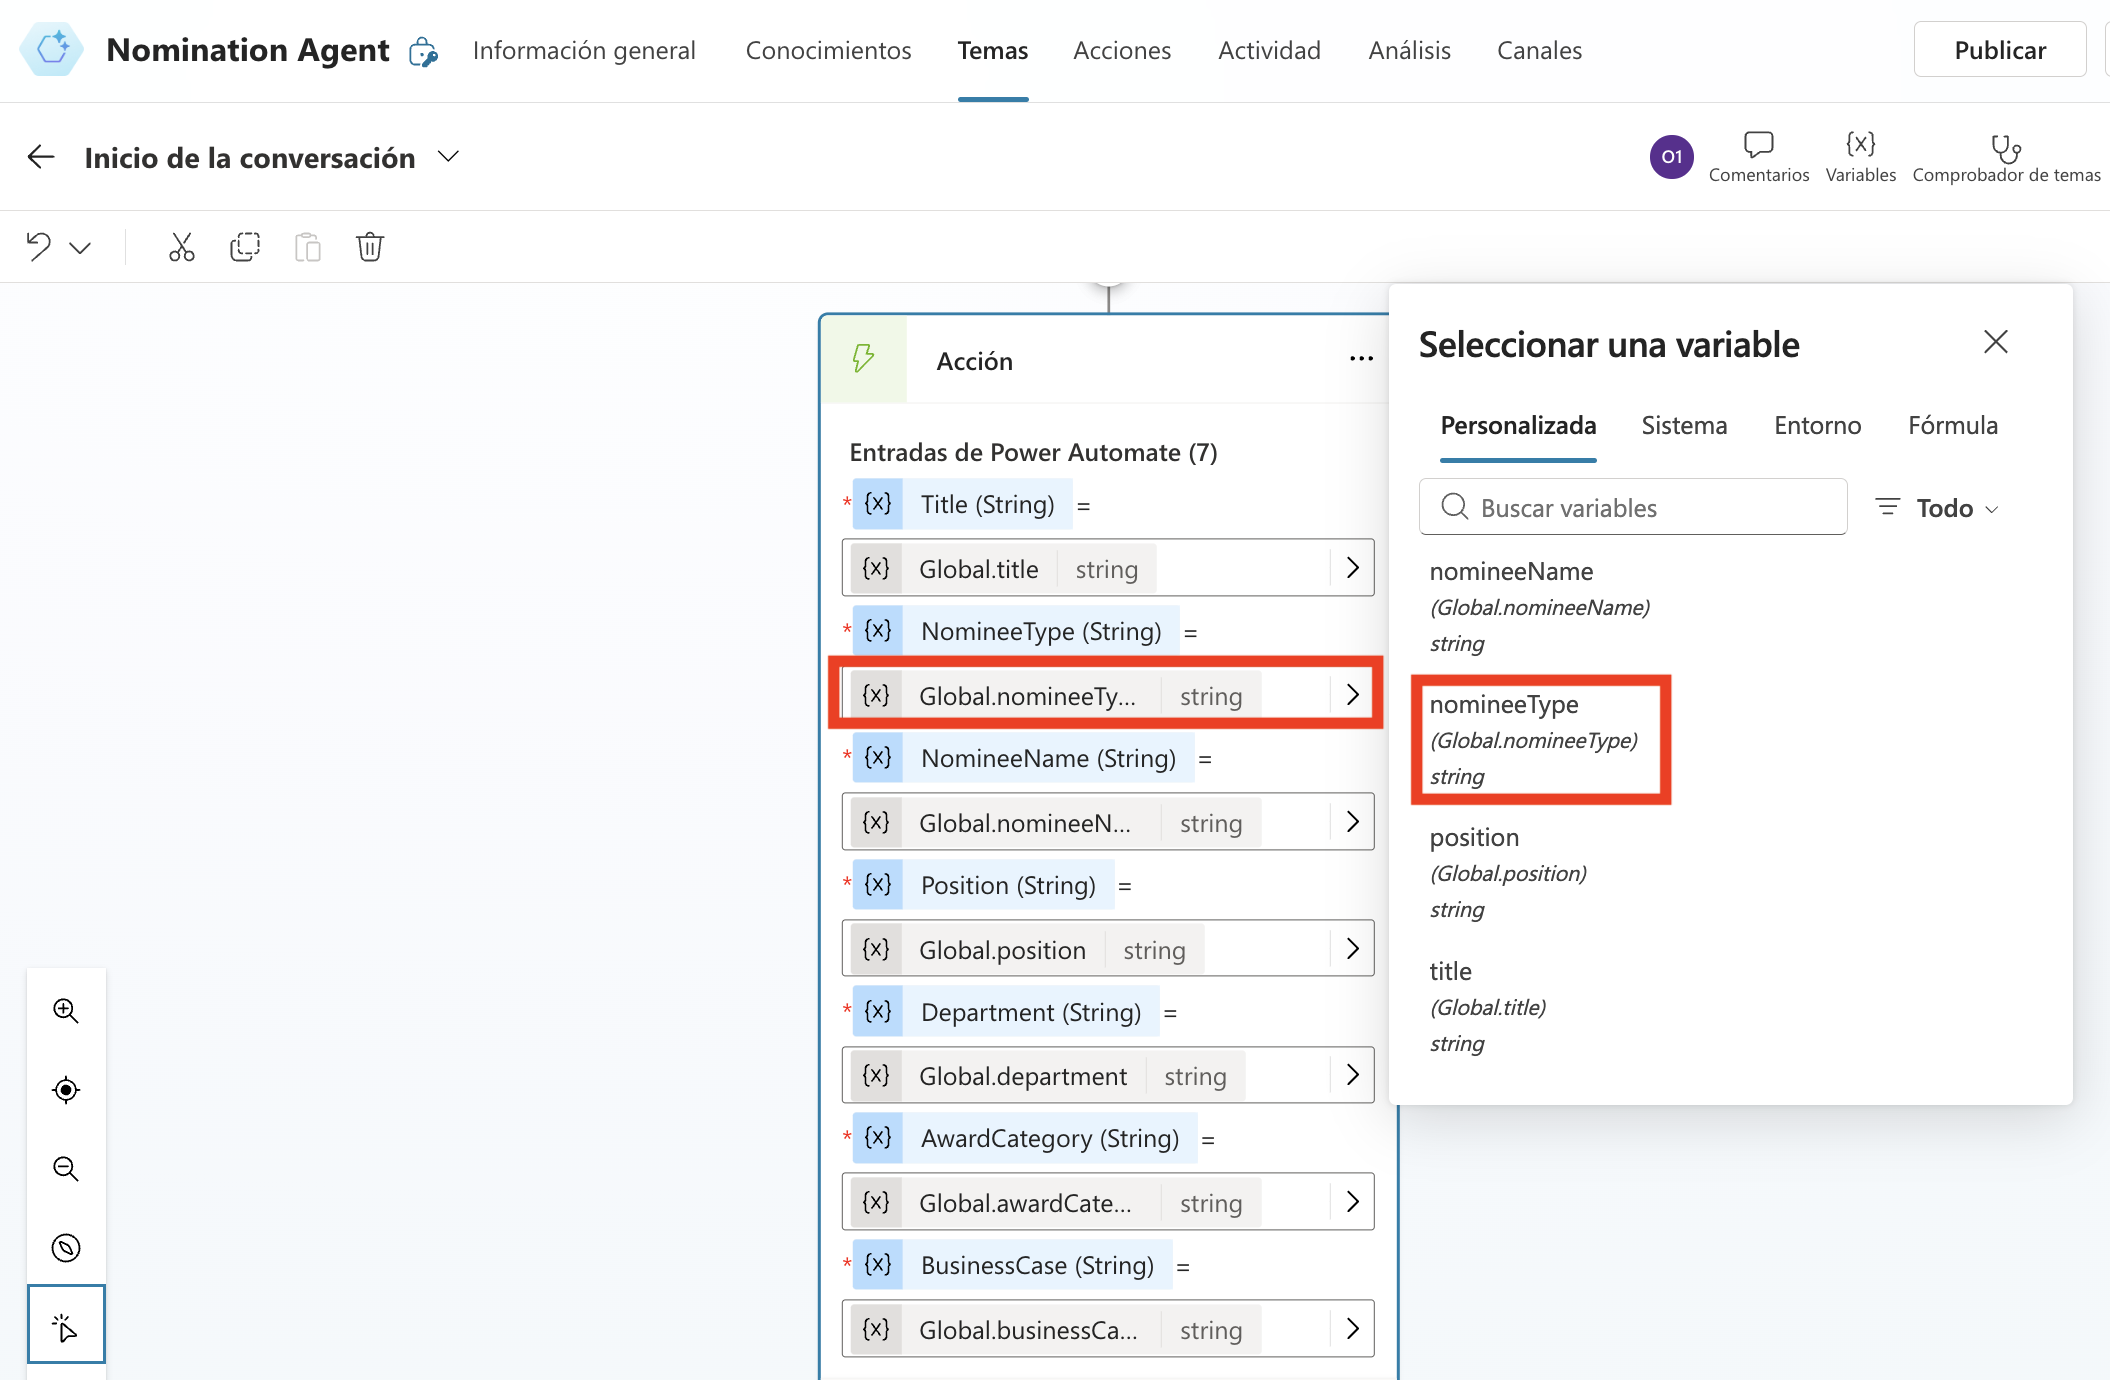 Nomination Agent
Información general
Conocimientos
Temas
Acciones
Actividad
Análisis
Canales
Publicar
Inicio de la conversación
O1
Comentarios
{x}
Variables
Comprobador de temas
Acción
...
Entradas de Power Automate (7)
* {x} Title (String) =
{x} Global.title string
* {x} NomineeType (String) =
{x} Global.nomineeTy... string
* {x} NomineeName (String) =
{x} Global.nomineeN... string
* {x} Position (String) =
{x} Global.position string
* {x} Department (String) =
{x} Global.department string
* {x} AwardCategory (String) =
{x} Global.awardCate... string
* {x} BusinessCase (String) =
{x} Global.businessCa... string
Seleccionar una variable
Personalizada
Sistema
Entorno
Fórmula
Buscar variables
Todo
nomineeName
(Global.nomineeName)
string
nomineeType
(Global.nomineeType)
string
position
(Global.position)
string
title
(Global.title)
string